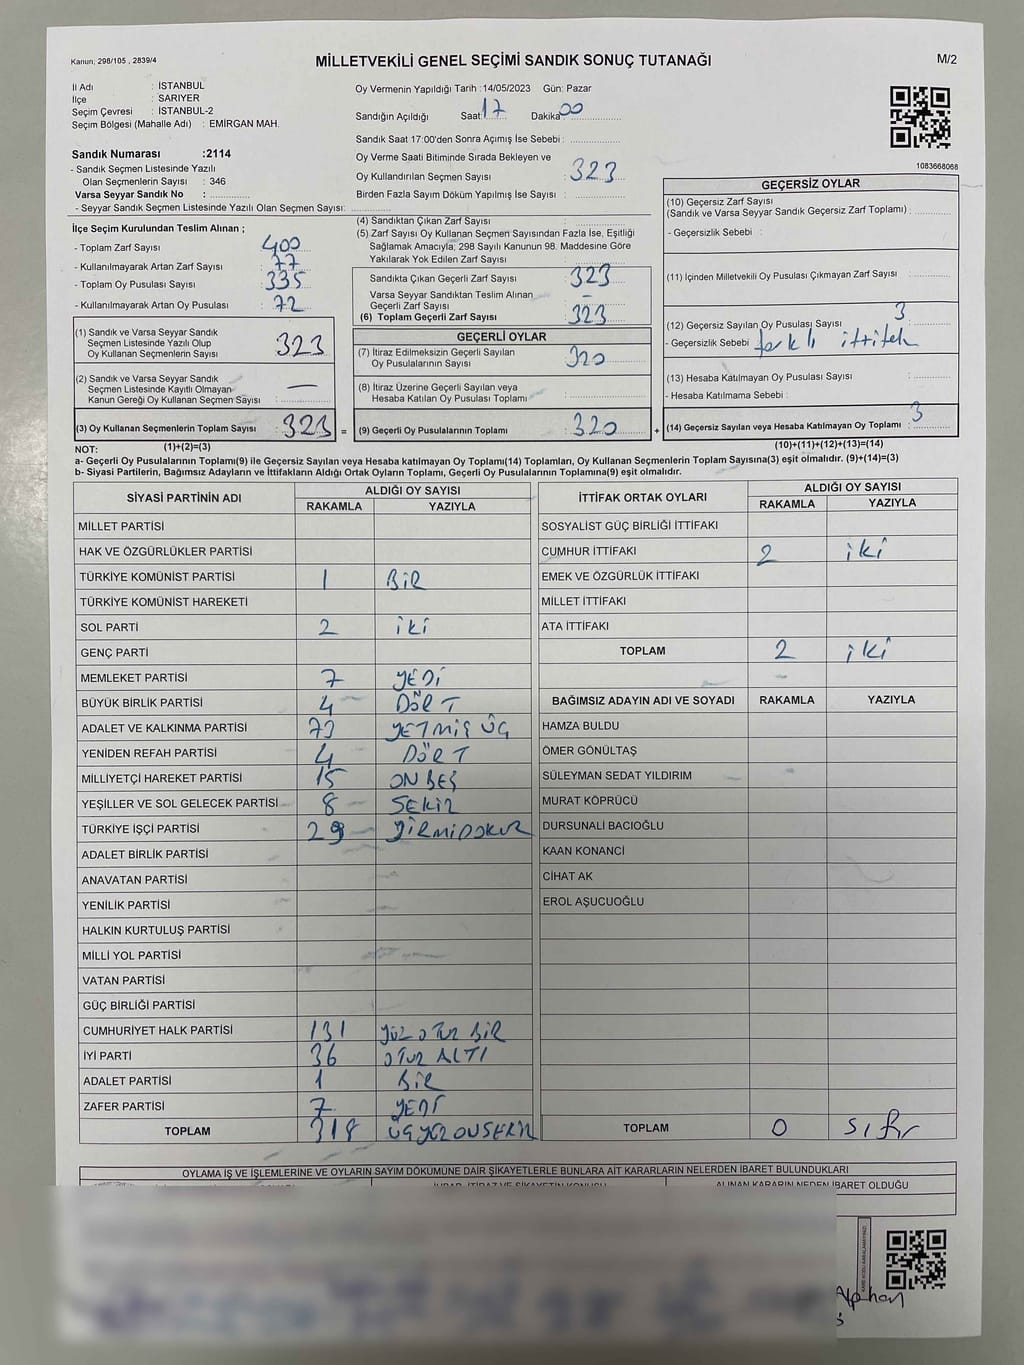 Kanun; 298/105 , 2839/4
MİLLETVEKİLİ GENEL SEÇİMİ SANDIK SONUÇ TUTANAĞI
M/2
İl Adı : İSTANBUL
İlçe : SARIYER
Seçim Çevresi : İSTANBUL-2
Seçim Bölgesi (Mahalle Adı) : EMİRGAN MAH.
Sandık Numarası :2114
- Sandık Seçmen Listesinde Yazılı
Olan Seçmenlerin Sayısı : 346
Varsa Seyyar Sandık No :
- Seyyar Sandık Seçmen Listesinde Yazılı Olan Seçmen Sayısı:
Oy Vermenin Yapıldığı Tarih :14/05/2023 Gün: Pazar
Sandığın Açıldığı Saat: 17 Dakika 00
Sandık Saat 17:00'den Sonra Açımış İse Sebebi :
Oy Verme Saati Bitiminde Sırada Bekleyen ve
Oy Kullandırılan Seçmen Sayısı : 323
Birden Fazla Sayım Döküm Yapılmış İse Sayısı :
1083668068
İlçe Seçim Kurulundan Teslim Alınan ;
- Toplam Zarf Sayısı : 400
- Kullanılmayarak Artan Zarf Sayısı : 77
- Toplam Oy Pusulası Sayısı : 335
- Kullanılmayarak Artan Oy Pusulası : 72
(1) Sandık ve Varsa Seyyar Sandık
Seçmen Listesinde Yazılı Olup
Oy Kullanan Seçmenlerin Sayısı 323
(2) Sandık ve Varsa Seyyar Sandık
Seçmen Listesinde Kayıtlı Olmayan
Kanun Gereği Oy Kullanan Seçmen Sayısı : —
(3) Oy Kullanan Seçmenlerin Toplam Sayısı : 323 =
(4) Sandıktan Çıkan Zarf Sayısı :
(5) Zarf Sayısı Oy Kullanan Seçmen Sayısından Fazla İse, Eşitliği
Sağlamak Amacıyla; 298 Sayılı Kanunun 98. Maddesine Göre
Yakılarak Yok Edilen Zarf Sayısı :
Sandıkta Çıkan Geçerli Zarf Sayısı : 323
Varsa Seyyar Sandıktan Teslim Alınan
Geçerli Zarf Sayısı : –
(6) Toplam Geçerli Zarf Sayısı : 323
GEÇERLİ OYLAR
(7) İtiraz Edilmeksizin Geçerli Sayılan
Oy Pusulalarının Sayısı : 320
(8) İtiraz Üzerine Geçerli Sayılan veya
Hesaba Katılan Oy Pusulası Toplamı :
(9) Geçerli Oy Pusulalarının Toplamı : 320 +
GEÇERSİZ OYLAR
(10) Geçersiz Zarf Sayısı
(Sandık ve Varsa Seyyar Sandık Geçersiz Zarf Toplamı) :
- Geçersizlik Sebebi :
(11) İçinden Milletvekili Oy Pusulası Çıkmayan Zarf Sayısı :
(12) Geçersiz Sayılan Oy Pusulası Sayısı : 3
- Geçersizlik Sebebi : farklı ittifak
(13) Hesaba Katılmayan Oy Pusulası Sayısı :
- Hesaba Katılmama Sebebi :
(14) Geçersiz Sayılan veya Hesaba Katılmayan Oy Toplamı : 3
NOT: (1)+(2)=(3) (10)+(11)+(12)+(13)=(14)
a- Geçerli Oy Pusulalarının Toplamı(9) ile Geçersiz Sayılan veya Hesaba katılmayan Oy Toplamı(14) Toplamları, Oy Kullanan Seçmenlerin Toplam Sayısına(3) eşit olmalıdır. (9)+(14)=(3)
b- Siyasi Partilerin, Bağımsız Adayların ve İttifakların Aldığı Ortak Oyların Toplamı, Geçerli Oy Pusulalarının Toplamına(9) eşit olmalıdır.
SİYASİ PARTİNİN ADI ALDIĞI OY SAYISI
RAKAMLA YAZIYLA
MİLLET PARTİSİ
HAK VE ÖZGÜRLÜKLER PARTİSİ
TÜRKİYE KOMÜNİST PARTİSİ 1 BİR
TÜRKİYE KOMÜNİST HAREKETİ
SOL PARTİ 2 iki
GENÇ PARTİ
MEMLEKET PARTİSİ 7 YEDİ
BÜYÜK BİRLİK PARTİSİ 4 DÖRT
ADALET VE KALKINMA PARTİSİ 73 YETMİŞ ÜÇ
YENİDEN REFAH PARTİSİ 4 DÖRT
MİLLİYETÇİ HAREKET PARTİSİ 15 ONBEŞ
YEŞİLLER VE SOL GELECEK PARTİSİ 8 SEKİZ
TÜRKİYE İŞÇİ PARTİSİ 29 YİRMİDOKUZ
ADALET BİRLİK PARTİSİ
ANAVATAN PARTİSİ
YENİLİK PARTİSİ
HALKIN KURTULUŞ PARTİSİ
MİLLİ YOL PARTİSİ
VATAN PARTİSİ
GÜÇ BİRLİĞİ PARTİSİ
CUMHURİYET HALK PARTİSİ 131 YÜZ OTUZ BİR
İYİ PARTİ 36 OTUZ ALTI
ADALET PARTİSİ 1 BİR
ZAFER PARTİSİ 7 YEDİ
TOPLAM 318 ÜÇYÜZ ONSEKİZ
İTTİFAK ORTAK OYLARI ALDIĞI OY SAYISI
RAKAMLA YAZIYLA
SOSYALİST GÜÇ BİRLİĞİ İTTİFAKI
CUMHUR İTTİFAKI 2 iki
EMEK VE ÖZGÜRLÜK İTTİFAKI
MİLLET İTTİFAKI
ATA İTTİFAKI
TOPLAM 2 iki
BAĞIMSIZ ADAYIN ADI VE SOYADI RAKAMLA YAZIYLA
HAMZA BULDU
ÖMER GÖNÜLTAŞ
SÜLEYMAN SEDAT YILDIRIM
MURAT KÖPRÜCÜ
DURSUNALİ BACIOĞLU
KAAN KONANCİ
CİHAT AK
EROL AŞUCUOĞLU
TOPLAM 0 sıfır
OYLAMA İŞ VE İŞLEMLERİNE VE OYLARIN SAYIM DÖKÜMÜNE DAİR ŞİKAYETLERLE BUNLARA AİT KARARLARIN NELERDEN İBARET BULUNDUKLARI
ALINAN KARARIN NEDEN İBARET OLDUĞU